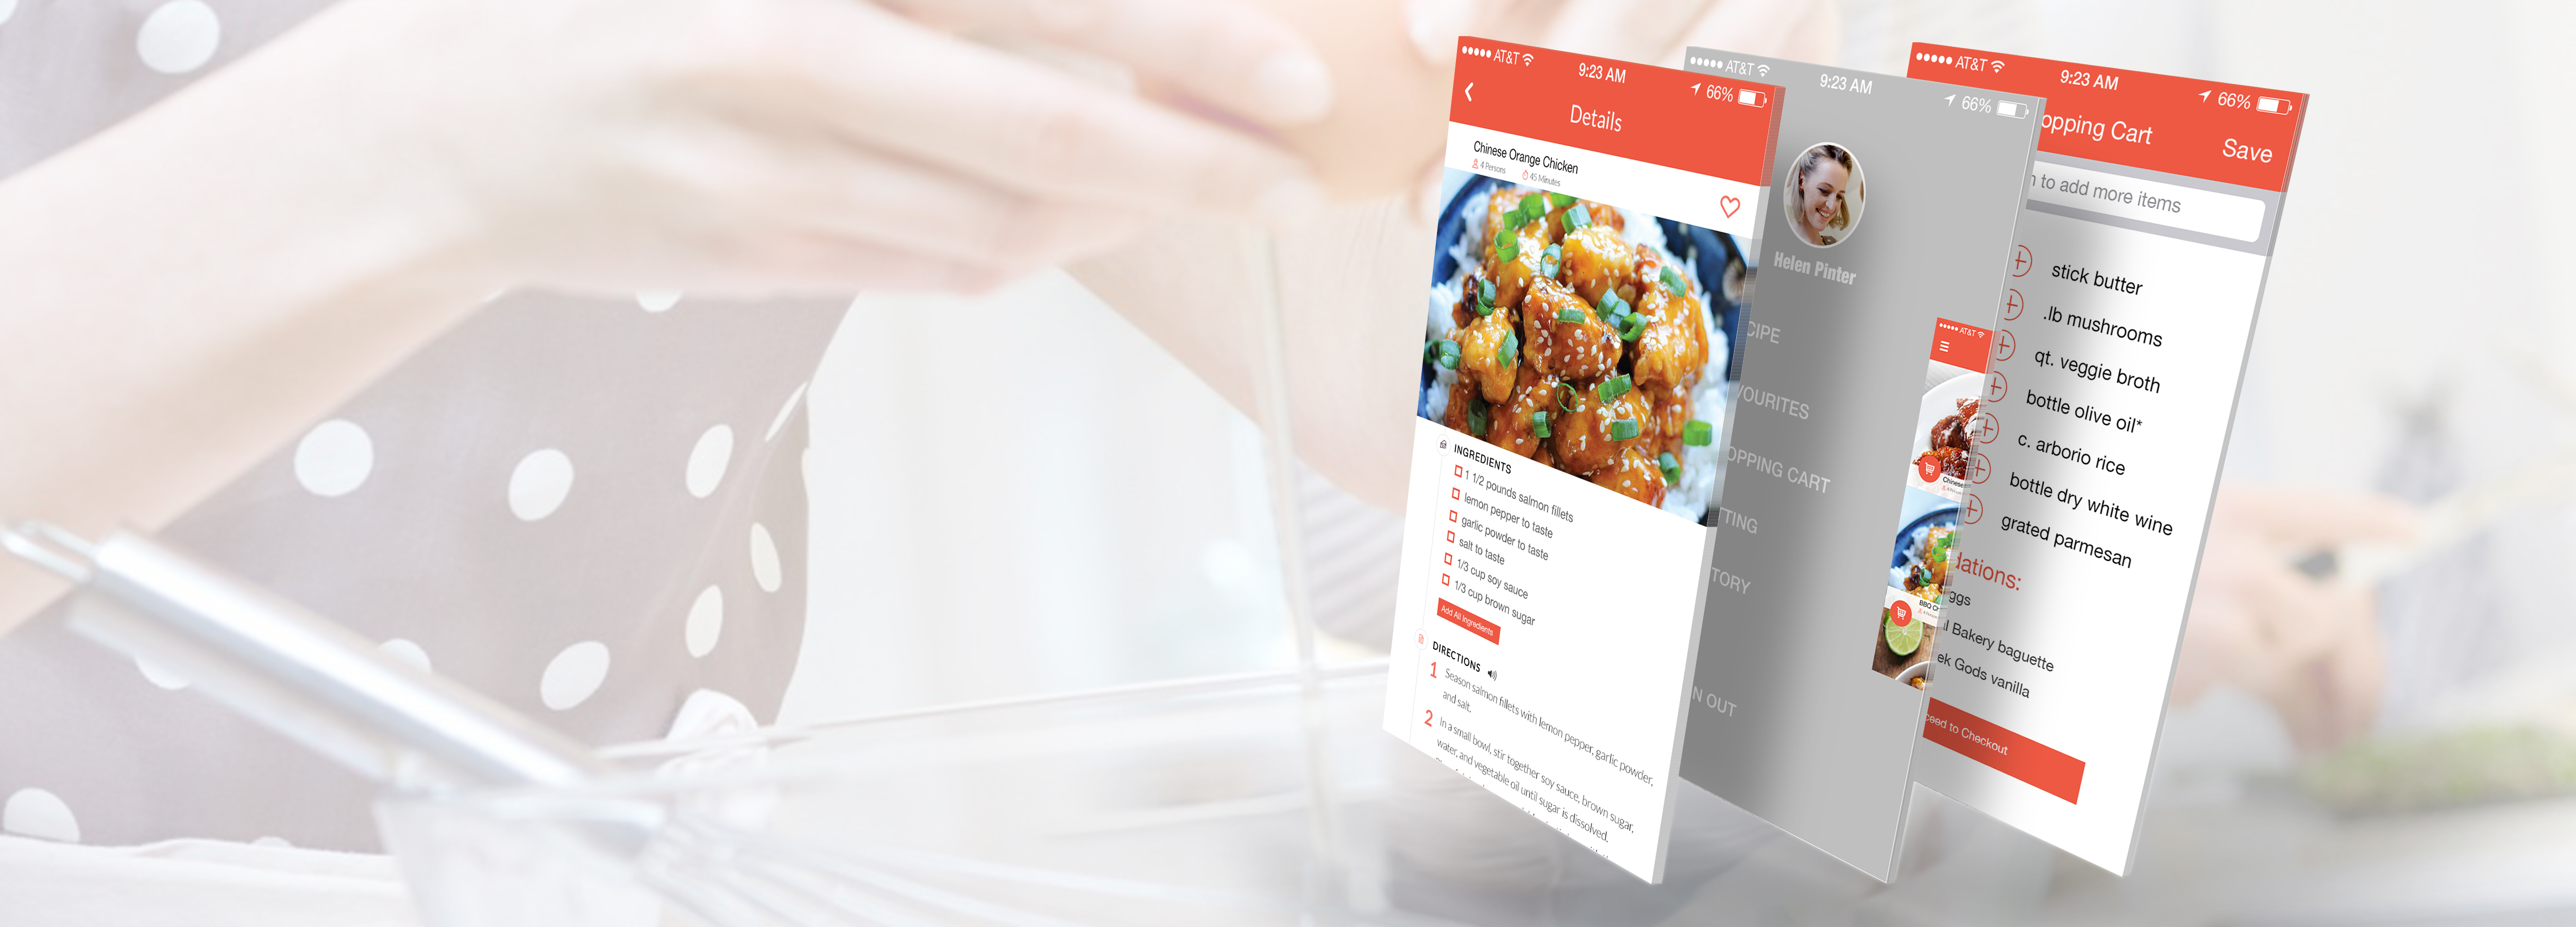 AT&T
9:23 AM
66%
Details
Chinese Orange Chicken
4 Persons
45 Minutes
INGREDIENTS
1 1/2 pounds salmon fillets
lemon pepper to taste
garlic powder to taste
salt to taste
1/3 cup soy sauce
1/3 cup brown sugar
Add All Ingredients
DIRECTIONS
1 Season salmon fillets with lemon pepper, garlic powder,
and salt.
2 In a small bowl, stir together soy sauce, brown sugar,
water, and vegetable oil until sugar is dissolved.
AT&T
9:23 AM
66%
Helen Pinter
CIPE
VOURITES
OPPING CART
TTING
TORY
N OUT
AT&T
Chinese
BBQ Ch
AT&T
9:23 AM
66%
opping Cart
Save
to add more items
stick butter
.lb mushrooms
qt. veggie broth
bottle olive oil*
c. arborio rice
bottle dry white wine
grated parmesan
dations:
ggs
l Bakery baguette
ek Gods vanilla
ceed to Checkout